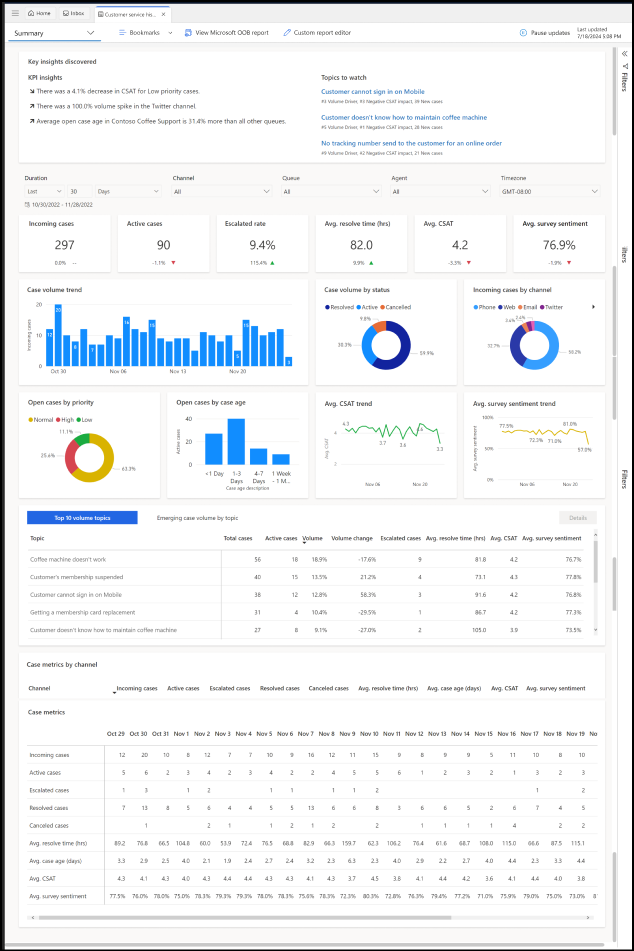 Home Inbox Customer service his... ×
Summary Bookmarks View Microsoft OOB report Custom report editor Pause updates Last updated
7/18/2024 5:08 PM
Key insights discovered
KPI insights Topics to watch
There was a 4.1% decrease in CSAT for Low priority cases. Customer cannot sign in on Mobile
#3 Volume Driver, #3 Negative CSAT impact, 39 New cases
There was a 100.0% volume spike in the Twitter channel. Customer doesn't know how to maintain coffee machine
#5 Volume Driver, #1 Negative CSAT impact, 28 New cases
Average open case age in Contoso Coffee Support is 31.4% more than all other queues. No tracking number send to the customer for an online order
#9 Volume Driver, #2 Negative CSAT impact, 21 New cases
Filters
Duration Channel Queue Agent Timezone
Last 30 Days All All All GMT-08:00
10/30/2022 - 11/28/2022
Incoming cases Active cases Escalated rate Avg. resolve time (hrs) Avg. CSAT Avg. survey sentiment
297 90 9.4% 82.0 4.2 76.9%
0.0% -- -1.1% 115.4% 9.9% -3.3% -1.9%
ilters
Case volume trend Case volume by status Incoming cases by channel
Resolved Active Cancelled Phone Web Email Twitter
20 10 0
Incoming cases
12 20 8 7 16 15 5 15 3
Oct 30 Nov 06 Nov 13 Nov 20
9.8% 30.3% 59.9%
Open cases by priority Open cases by case age Avg. CSAT trend Avg. survey sentiment trend
Normal High Low
11.1% 25.6% 63.3%
Active cases 40 20 0
<1 Day 1-3 Days 4-7 Days 1 Week - 1 M...
Case age description
Avg. CSAT 4 2 4.3 3.7 3.6 3.3
Nov 06 Nov 20
Avg. survey sentiment 100% 50% 0% 77.5% 72.3% 71.0% 81.0% 57.0%
Nov 06 Nov 20
Filters
Top 10 volume topics Emerging case volume by topic Details
Topic Total cases Active cases Volume Volume change Escalated cases Avg. resolve time (hrs) Avg. CSAT Avg. survey sentiment
Coffee machine doesn't work 56 18 18.9% -17.6% 9 81.8 4.2 76.7%
Customer's membership suspended 40 15 13.5% 21.2% 4 73.1 4.3 77.8%
Customer cannot sign in on Mobile 38 12 12.8% 58.3% 3 91.6 4.2 76.8%
Getting a membership card replacement 31 4 10.4% -29.5% 1 86.7 4.2 77.3%
Customer doesn't know how to maintain coffee machine 27 8 9.1% -27.0% 2 105.0 3.9 73.5%
Case metrics by channel
Channel Incoming cases Active cases Escalated cases Resolved cases Canceled cases Avg. resolve time (hrs) Avg. case age (days) Avg. CSAT Avg. survey sentiment
Case metrics
Oct 29 Oct 30 Oct 31 Nov 1 Nov 2 Nov 3 Nov 4 Nov 5 Nov 6 Nov 7 Nov 8 Nov 9 Nov 10 Nov 11 Nov 12 Nov 13 Nov 14 Nov 15 Nov 16 Nov 17 Nov 18 Nov 19 No
Incoming cases 12 20 10 8 12 7 7 10 9 16 12 11 15 9 8 9 9 5 11 10 8 10
Active cases 5 6 2 3 4 2 3 4 2 2 4 5 5 6 1 2 3 2 1 3 2 3
Escalated cases 1 3 1 2 1 1 1 1 2 1 2
Resolved cases 7 13 8 5 6 4 4 5 5 13 6 6 8 3 6 6 5 2 6 7 4 5
Canceled cases 1 2 1 1 2 1 2 2 1 1 1 1 4 2 2
Avg. resolve time (hrs) 89.2 76.8 66.5 104.8 60.0 53.9 72.4 76.5 68.8 82.9 66.3 159.7 62.3 106.2 76.4 61.6 68.7 108.0 115.0 66.6 87.5 115.1
Avg. case age (days) 3.3 2.9 2.5 4.0 2.1 1.9 2.4 2.7 2.4 3.2 2.3 6.3 2.3 4.0 2.9 2.2 2.7 4.0 4.4 2.3 3.3 4.4
Avg. CSAT 4.3 4.1 4.3 4.0 4.3 4.4 4.4 4.3 4.3 4.1 4.3 3.7 4.5 3.8 4.1 4.4 4.2 3.6 4.1 4.4 4.0 3.8
Avg. survey sentiment 77.5% 76.0% 78.0% 75.0% 78.3% 79.3% 79.3% 78.0% 78.3% 75.6% 78.3% 72.3% 80.3% 72.8% 76.3% 79.4% 77.2% 71.0% 75.9% 79.0% 75.0% 73.0% 8